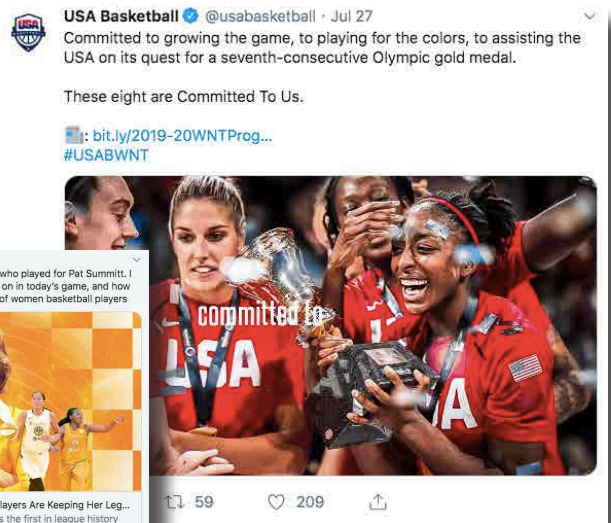 USA Basketball @usabasketball · Jul 27
Committed to growing the game, to playing for the colors, to assisting the
USA on its quest for a seventh-consecutive Olympic gold medal.
These eight are Committed To Us.
: bit.ly/2019-20WNTProg...
#USABWNT
committed to
USA
A
59
209
who played for Pat Summitt. I
on in today's game, and how
of women basketball players
layers Are Keeping Her Leg...
s the first in league history